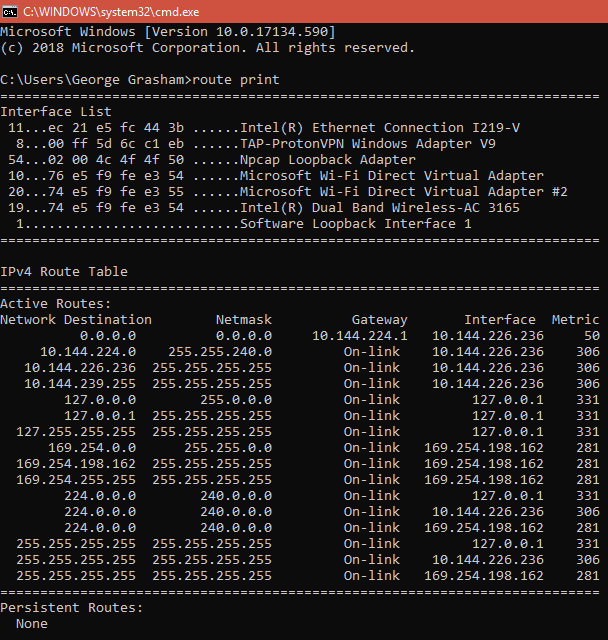 C:\WINDOWS\system32\cmd.exe
Microsoft Windows [Version 10.0.17134.590]
(c) 2018 Microsoft Corporation. All rights reserved.
C:\Users\George Grasham>route print
===========================================================================
Interface List
 11...ec 21 e5 fc 44 3b ......Intel(R) Ethernet Connection I219-V
  8...00 ff 5d 6c c1 eb ......TAP-ProtonVPN Windows Adapter V9
 54...02 00 4c 4f 4f 50 ......Npcap Loopback Adapter
 10...76 e5 f9 fe e3 54 ......Microsoft Wi-Fi Direct Virtual Adapter
 20...74 e5 f9 fe e3 55 ......Microsoft Wi-Fi Direct Virtual Adapter #2
 19...74 e5 f9 fe e3 54 ......Intel(R) Dual Band Wireless-AC 3165
  1...........................Software Loopback Interface 1
===========================================================================
IPv4 Route Table
===========================================================================
Active Routes:
Network Destination        Netmask          Gateway       Interface  Metric
          0.0.0.0          0.0.0.0     10.144.224.1   10.144.226.236     50
     10.144.224.0    255.255.240.0         On-link    10.144.226.236    306
   10.144.226.236  255.255.255.255         On-link    10.144.226.236    306
   10.144.239.255  255.255.255.255         On-link    10.144.226.236    306
        127.0.0.0        255.0.0.0         On-link         127.0.0.1    331
        127.0.0.1  255.255.255.255         On-link         127.0.0.1    331
  127.255.255.255  255.255.255.255         On-link         127.0.0.1    331
      169.254.0.0      255.255.0.0         On-link   169.254.198.162    281
  169.254.198.162  255.255.255.255         On-link   169.254.198.162    281
  169.254.255.255  255.255.255.255         On-link   169.254.198.162    281
        224.0.0.0        240.0.0.0         On-link         127.0.0.1    331
        224.0.0.0        240.0.0.0         On-link    10.144.226.236    306
        224.0.0.0        240.0.0.0         On-link   169.254.198.162    281
  255.255.255.255  255.255.255.255         On-link         127.0.0.1    331
  255.255.255.255  255.255.255.255         On-link    10.144.226.236    306
  255.255.255.255  255.255.255.255         On-link   169.254.198.162    281
===========================================================================
Persistent Routes:
  None